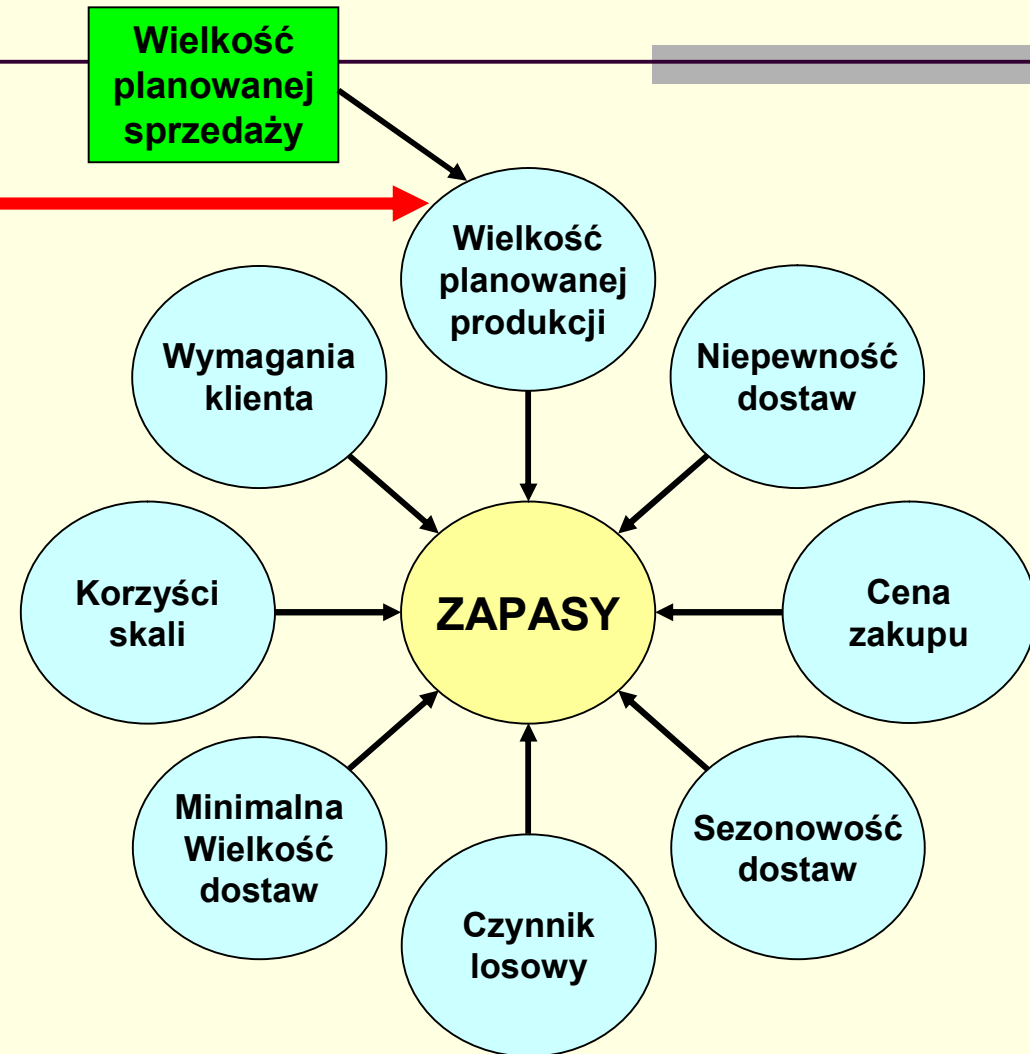 Wielkość
planowanej
sprzedaży
Wielkość
planowanej
produkcji
Wymagania
klienta
Niepewność
dostaw
Korzyści
skali
ZAPASY
Cena
zakupu
Minimalna
Wielkość
dostaw
Sezonowość
dostaw
Czynnik
losowy